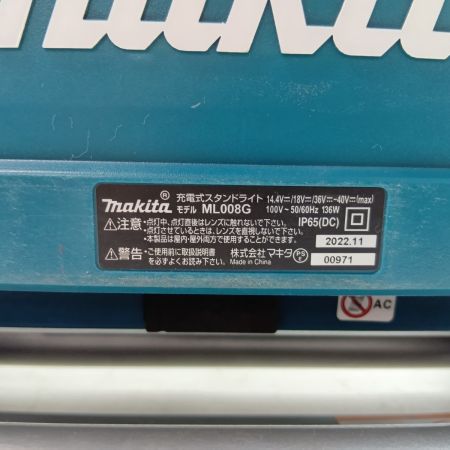 makita
makita® 充電式スタンドライト 14.4V⎓/18V⎓/36V⎓-40V⎓(max)
モデル ML008G 100V~50/60Hz 136W
⚠注意 ・点灯中、点灯直後はレンズに触れないで下さい。 IP65(DC)
・点灯させているときは、レンズを直視しないで下さい。
・本製品は屋内・屋外両方で使用することができます。 2022.11
⚠警告 ・ご使用前に取扱説明書 株式会社 マキタ PS 00971
を必ずよくお読み下さい。 Made in China
AC